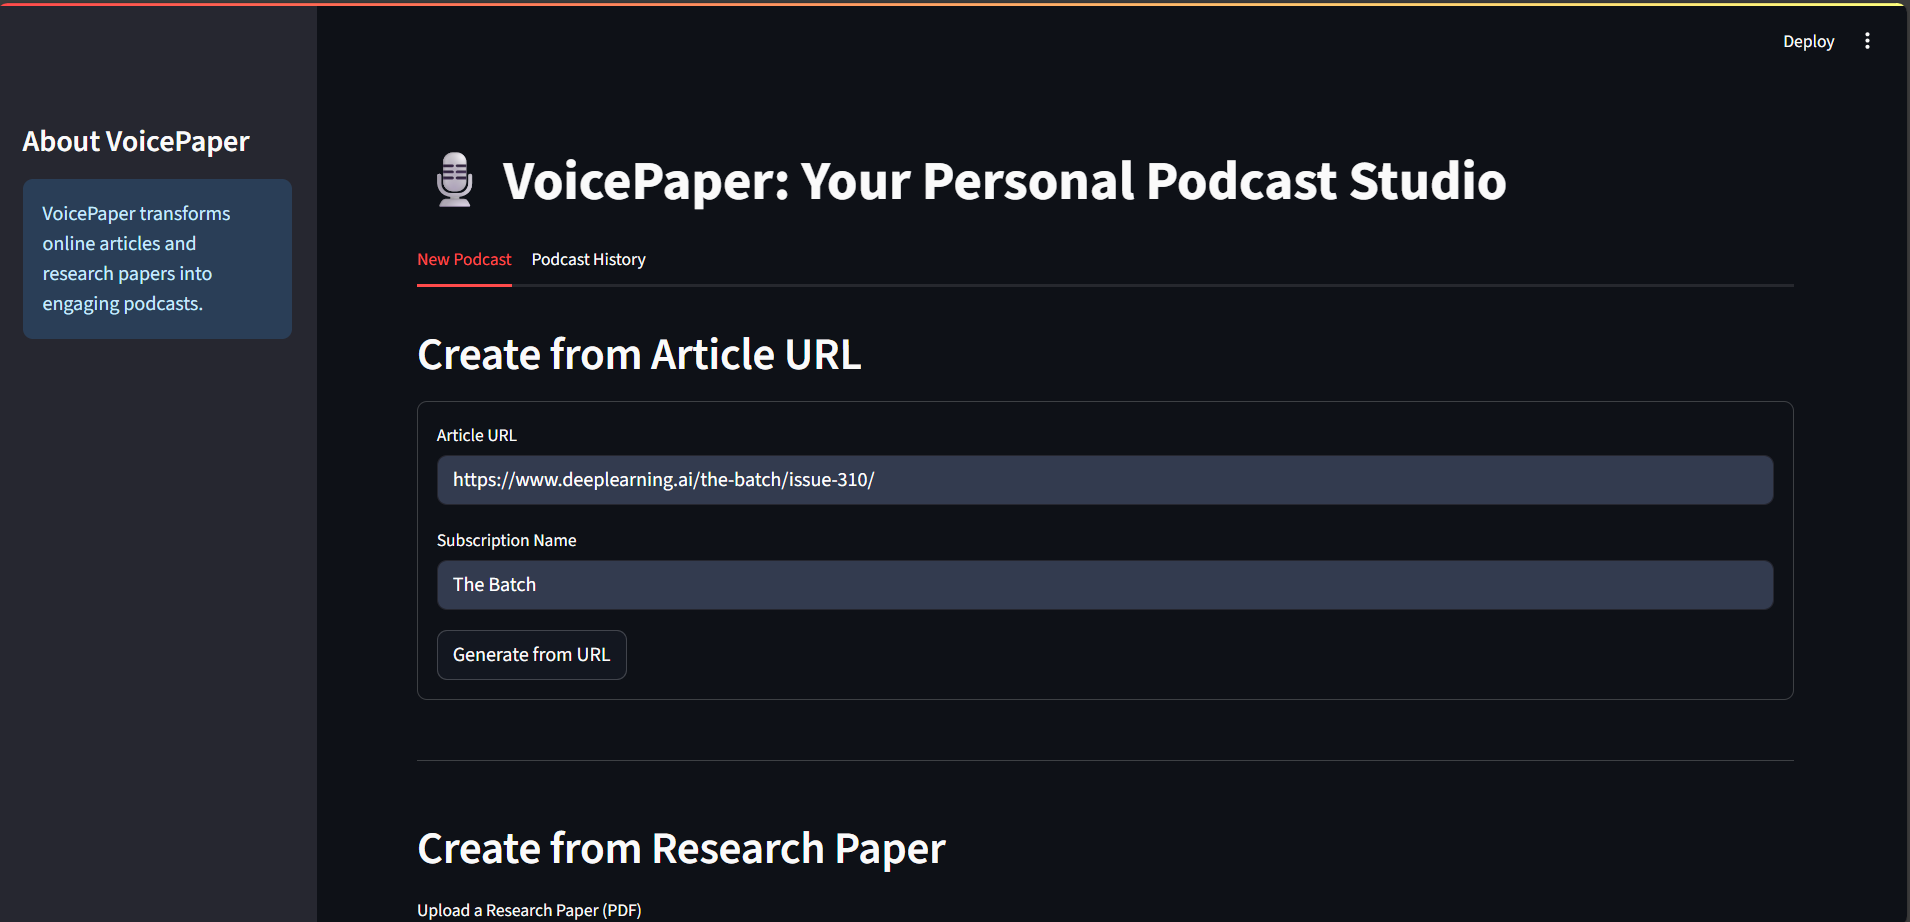 Deploy
About VoicePaper
VoicePaper transforms
online articles and
research papers into
engaging podcasts.
VoicePaper: Your Personal Podcast Studio
New Podcast
Podcast History
Create from Article URL
Article URL
https://www.deeplearning.ai/the-batch/issue-310/
Subscription Name
The Batch
Generate from URL
Create from Research Paper
Upload a Research Paper (PDF)